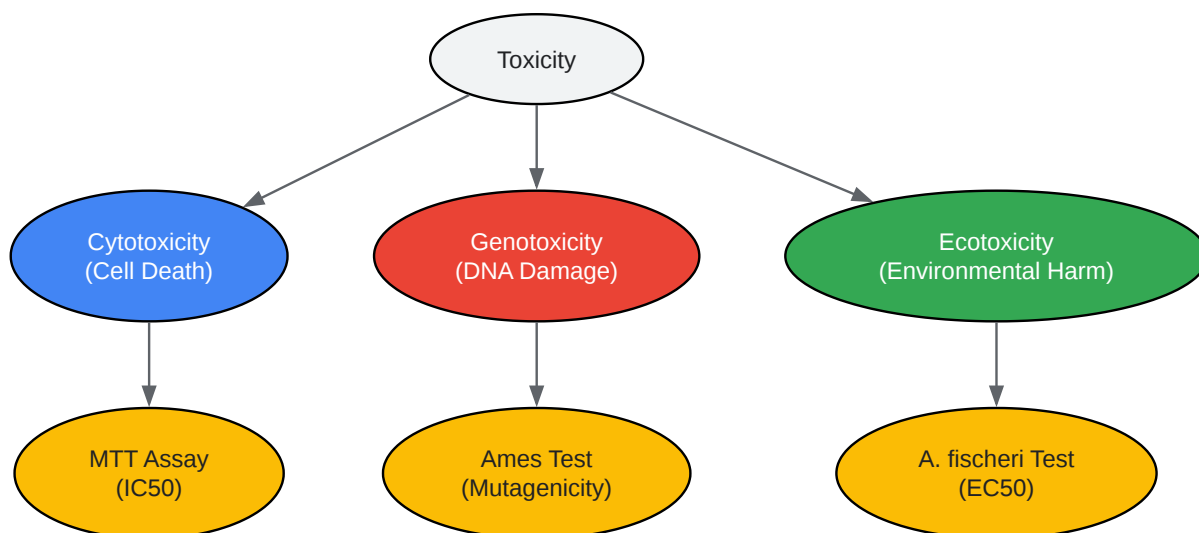 Toxicity
Cytotoxicity
(Cell Death)
Genotoxicity
(DNA Damage)
Ecotoxicity
(Environmental Harm)
MTT Assay
(IC50)
Ames Test
(Mutagenicity)
A. fischeri Test
(EC50)